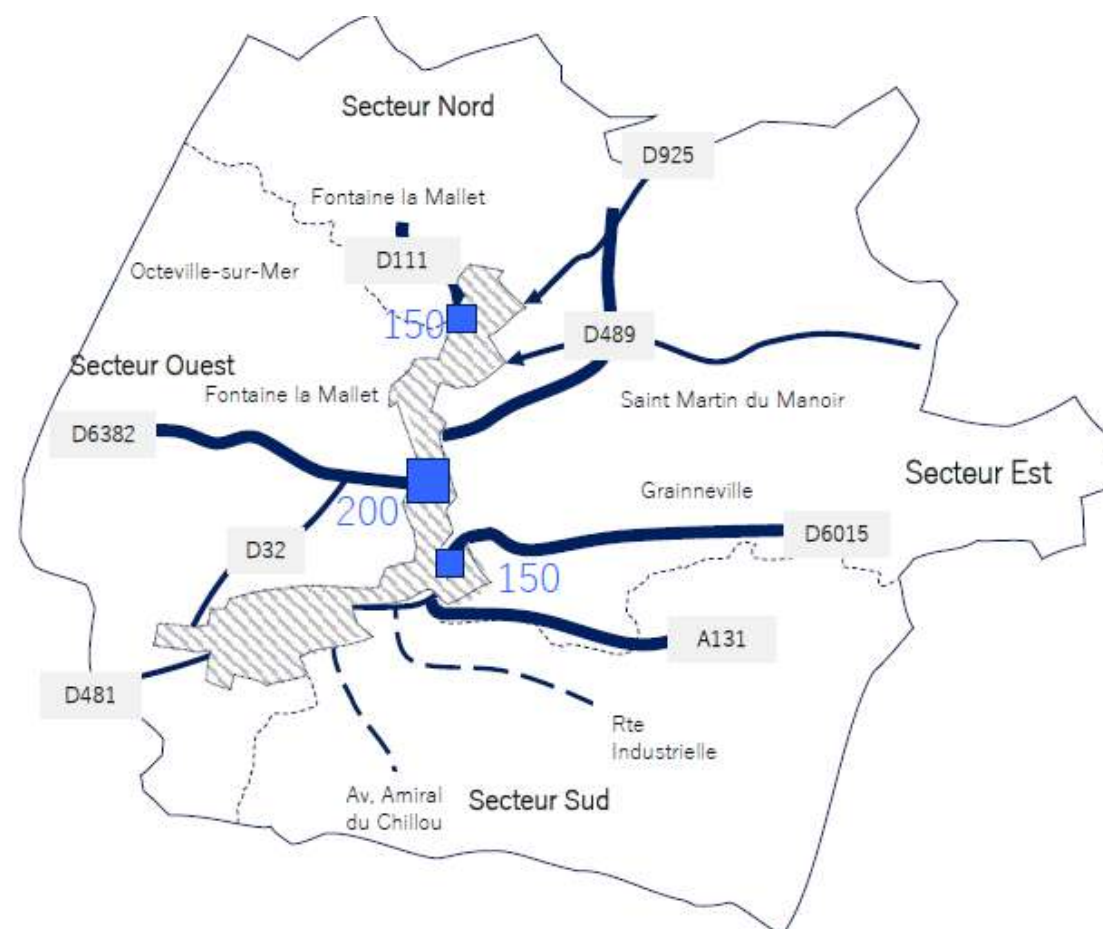 Secteur Nord
D925
Fontaine la Mallet
D111
Octeville-sur-Mer
150
D489
Secteur Ouest
Fontaine la Mallet
Saint Martin du Manoir
D6382
Secteur Est
Grainneville
200
D6015
D32
150
A131
D481
Rte
Industrielle
Av. Amiral
du Chillou
Secteur Sud